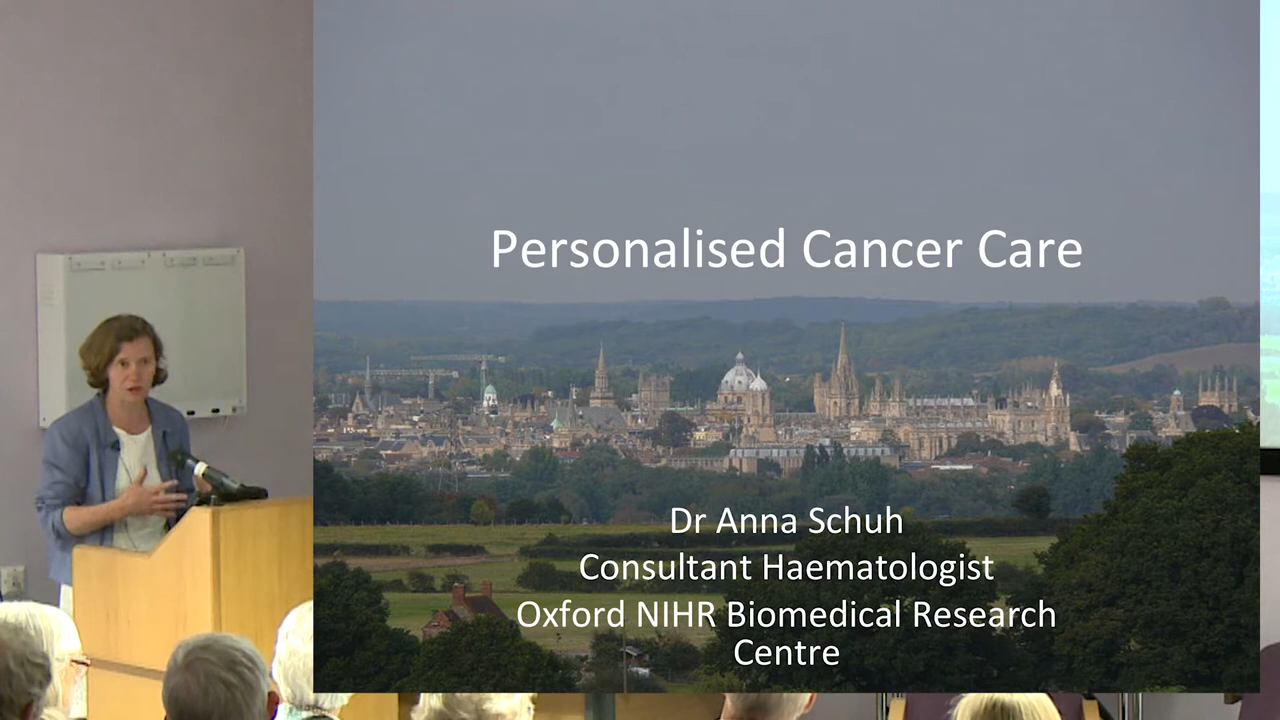 Personalised Cancer Care
Dr Anna Schuh
Consultant Haematologist
Oxford NIHR Biomedical Research
Centre